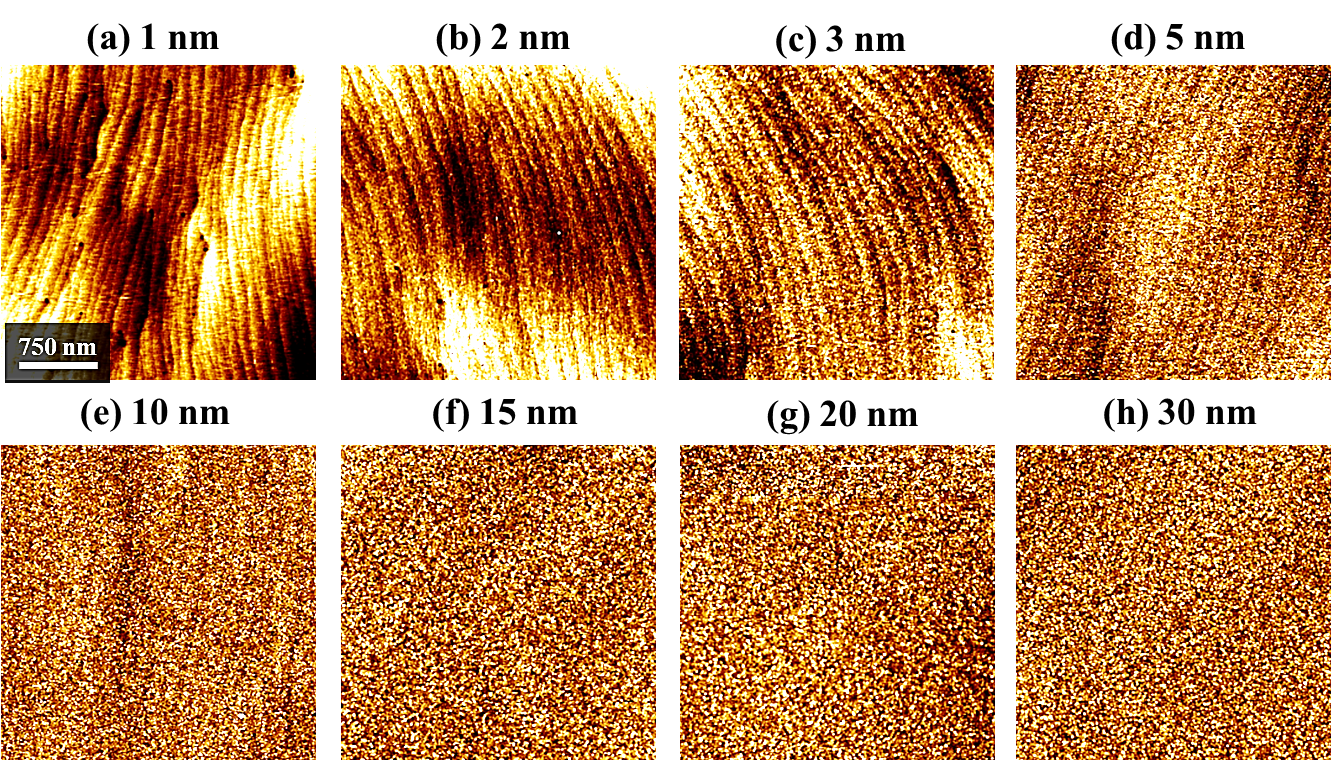 (a) 1 nm
(b) 2 nm
(c) 3 nm
(d) 5 nm
750 nm
(e) 10 nm
(f) 15 nm
(g) 20 nm
(h) 30 nm